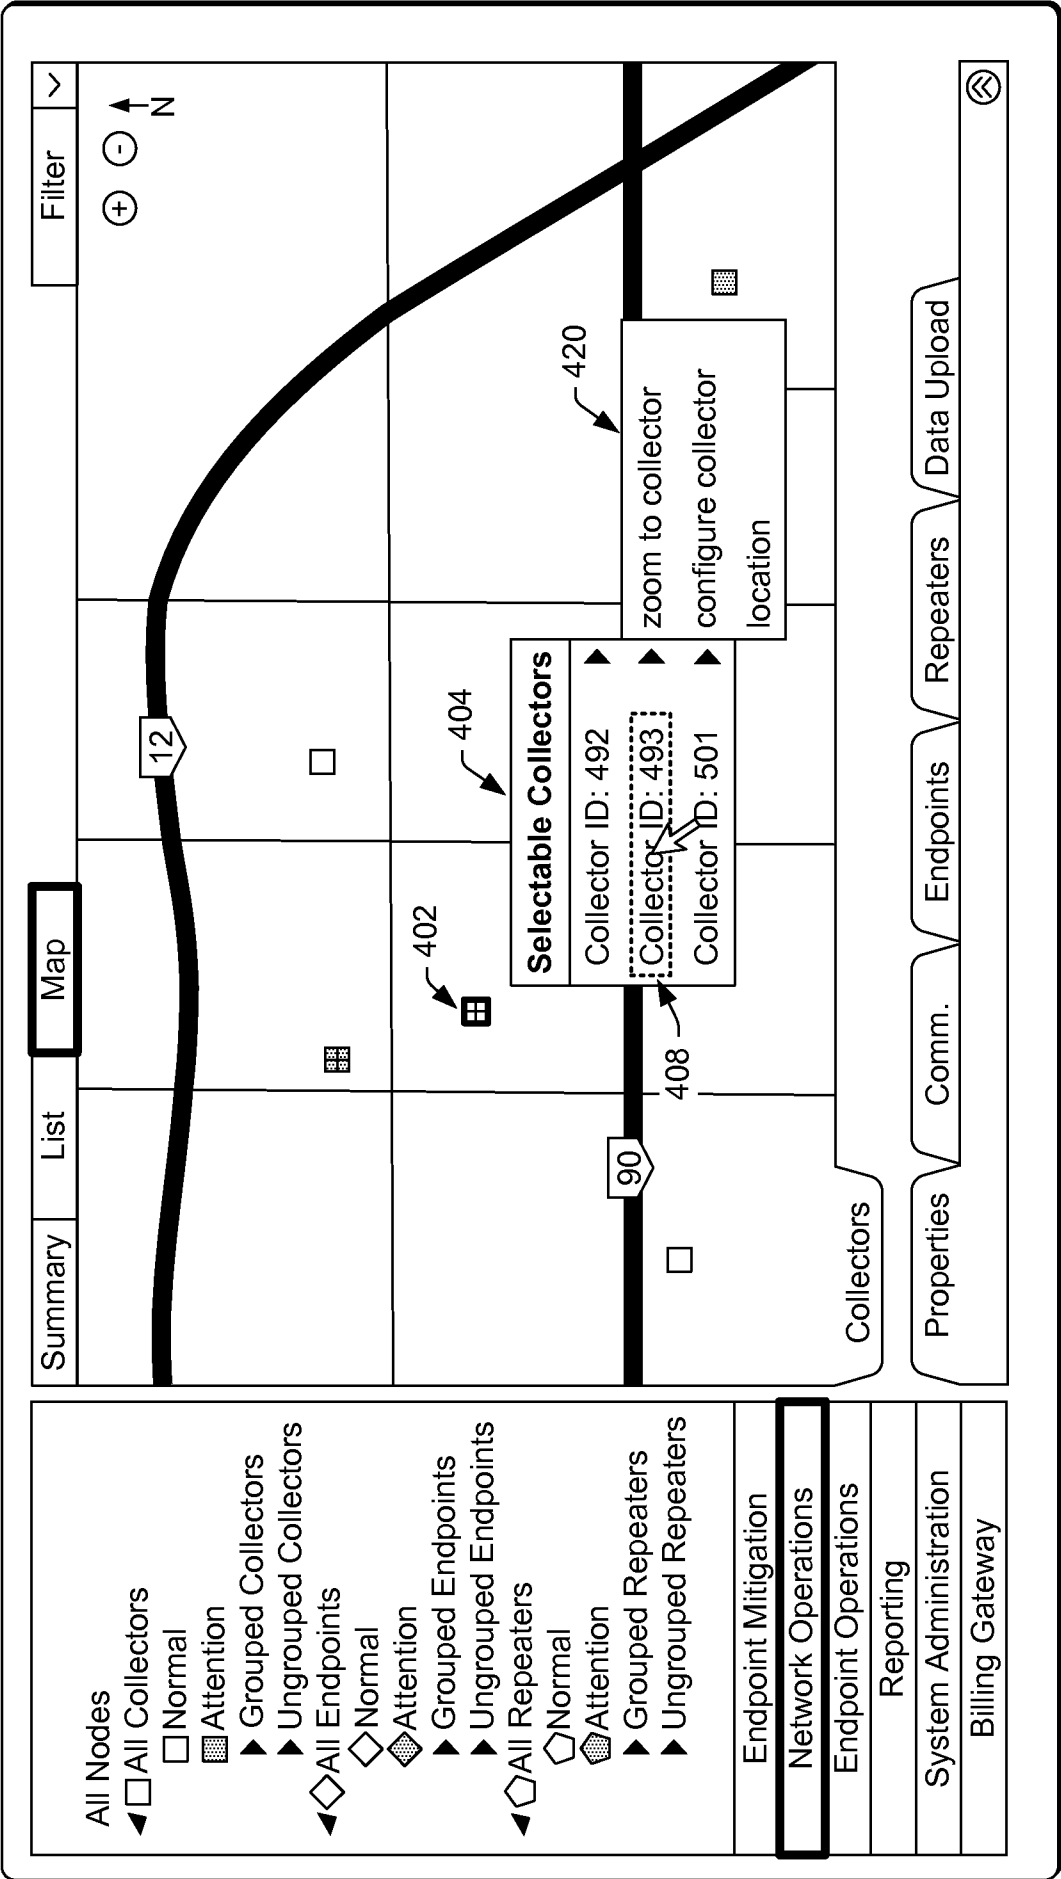 All Nodes
All Collectors
Normal
Attention
Grouped Collectors
Ungrouped Collectors
All Endpoints
Normal
Attention
Grouped Endpoints
Ungrouped Endpoints
All Repeaters
Normal
Attention
Grouped Repeaters
Ungrouped Repeaters
Endpoint Mitigation
Network Operations
Endpoint Operations
Reporting
System Administration
Billing Gateway
Summary
List
Map
Filter
+
-
N
12
402
404
420
408
90
Selectable Collectors
Collector ID: 492
Collector ID: 493
Collector ID: 501
zoom to collector
configure collector
location
Collectors
Properties
Comm.
Endpoints
Repeaters
Data Upload